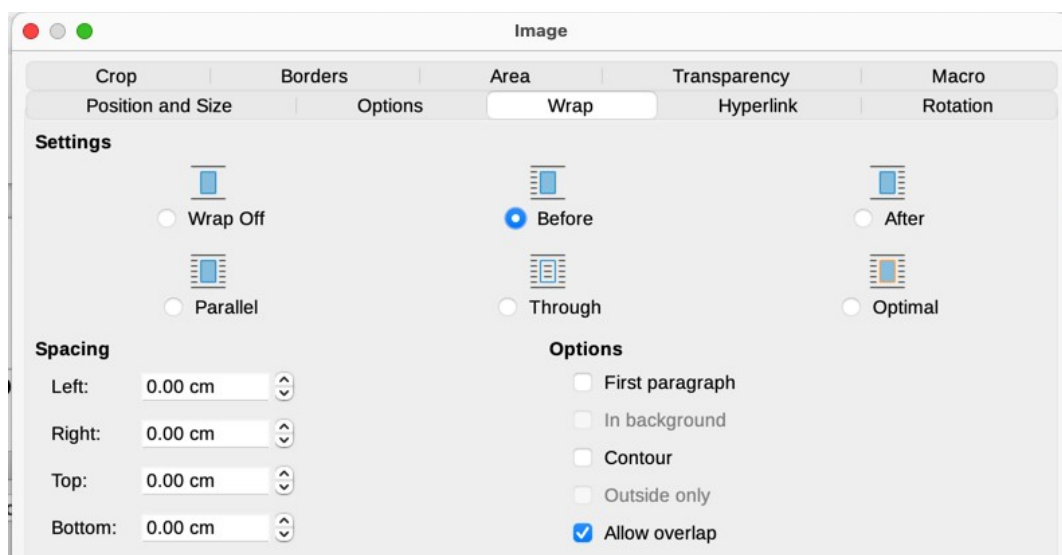 Image
Crop Borders Area Transparency Macro
Position and Size Options Wrap Hyperlink Rotation
Settings
Wrap Off Before After
Parallel Through Optimal
Spacing Options
Left: 0.00 cm First paragraph
In background
Right: 0.00 cm
Contour
Top: 0.00 cm
Outside only
Bottom: 0.00 cm Allow overlap